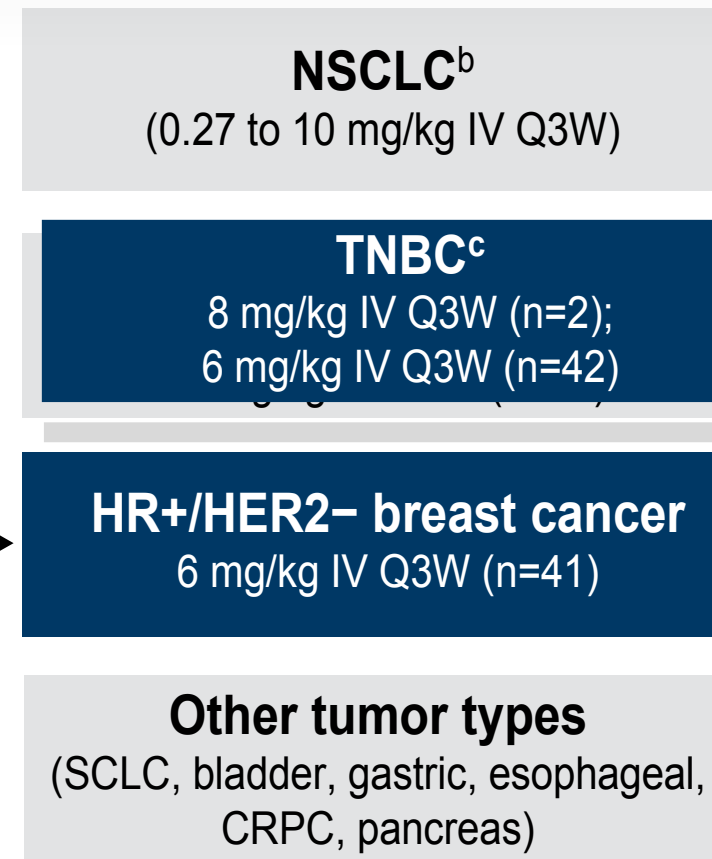 NSCLCᵇ
(0.27 to 10 mg/kg IV Q3W)
TNBCᶜ
8 mg/kg IV Q3W (n=2);
6 mg/kg IV Q3W (n=42)
HR+/HER2− breast cancer
6 mg/kg IV Q3W (n=41)
Other tumor types
(SCLC, bladder, gastric, esophageal,
CRPC, pancreas)